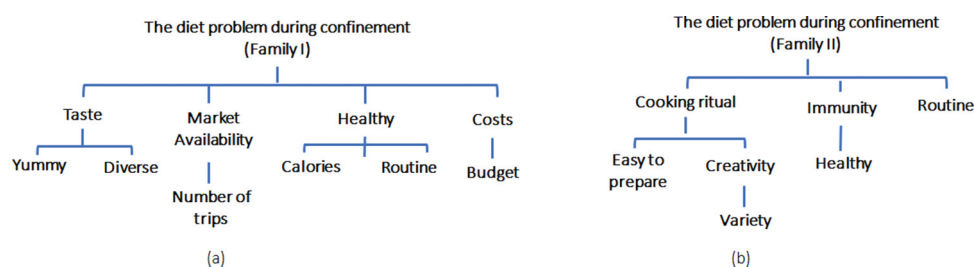 The diet problem during confinement
(Family I)
Taste
Market
Availability
Healthy
Costs
Yummy
Diverse
Calories
Routine
Budget
Number of
trips
(a)
The diet problem during confinement
(Family II)
Cooking ritual
Immunity
Routine
Easy to
prepare
Creativity
Healthy
Variety
(b)